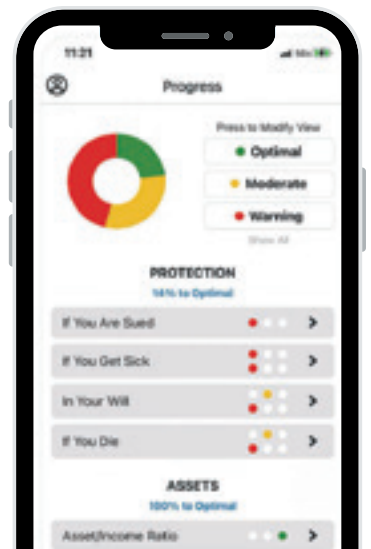 11:21
Progress
Press to Modify View
Optimal
Moderate
Warning
Show All
PROTECTION
14% to Optimal
If You Are Sued
If You Get Sick
In Your Will
If You Die
ASSETS
100% to Optimal
Asset/Income Ratio